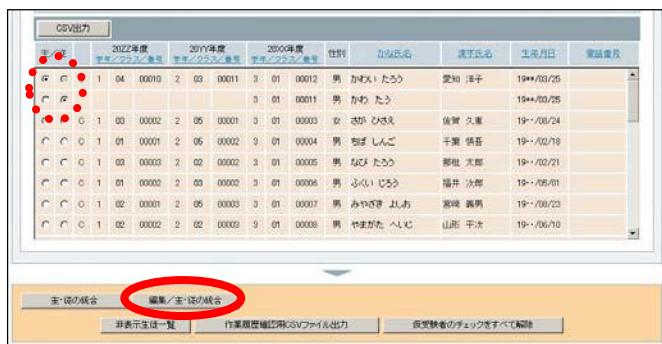 CSV出力
主/従 20ZZ年度 20YY年度 20XX年度 性別 かな氏名 漢字氏名 生年月日 電話番号
学年/クラス/番号 学年/クラス/番号 学年/クラス/番号
1 04 00010 2 03 00011 3 01 00012 男 かわい たろう 愛知 洋子 19**/03/25
3 01 00011 男 かわ たろ 19**/03/25
G 1 03 00002 2 05 00001 3 01 00003 女 さが ひさえ 佐賀 久恵 19--/08/24
G 1 01 00001 2 05 00002 3 01 00004 男 ちば しんご 千葉 慎吾 19--/02/18
G 1 03 00003 2 02 00002 3 01 00005 男 なび たろう 那毗 太郎 19--/02/21
G 1 01 00002 2 03 00002 3 01 00006 男 ふくい じろう 福井 次郎 19--/05/01
G 1 02 00001 2 05 00003 3 01 00007 男 みやざき よしお 宮崎 義男 19--/08/23
G 1 02 00002 2 02 00003 3 01 00008 男 やまがた へいじ 山形 平次 19--/06/10
主・従の統合 編集/主・従の統合
非表示生徒一覧 作業履歴確認用CSVファイル出力 仮受験者のチェックをすべて解除